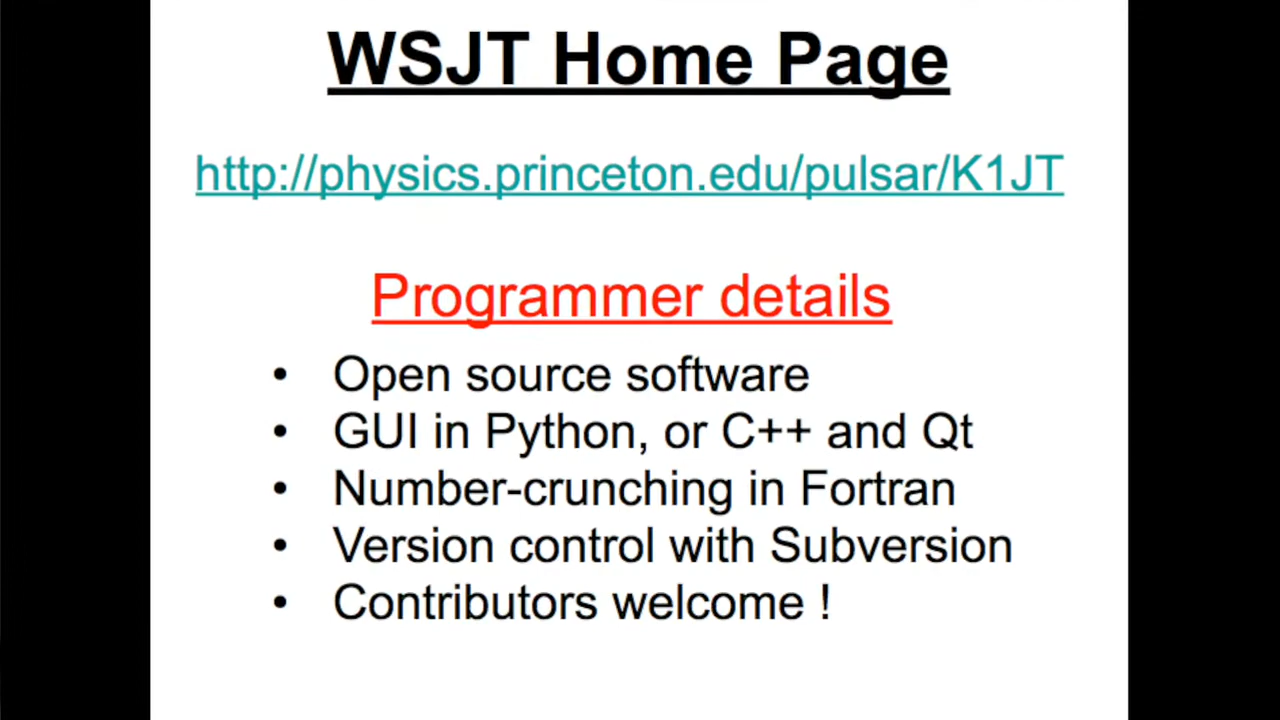 WSJT Home Page
http://physics.princeton.edu/pulsar/K1JT
Programmer details
• Open source software
• GUI in Python, or C++ and Qt
• Number-crunching in Fortran
• Version control with Subversion
• Contributors welcome !